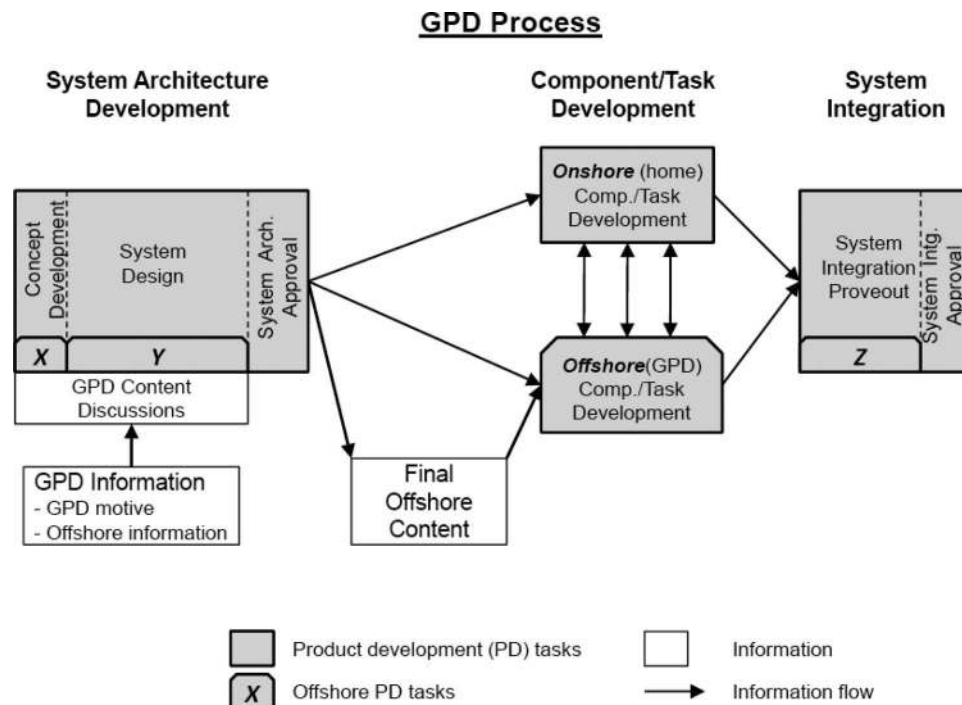 GPD Process
System Architecture
Development
Component/Task
Development
System
Integration
Concept
Development
System
Design
System Arch.
Approval
X
Y
GPD Content
Discussions
GPD Information
- GPD motive
- Offshore information
Final
Offshore
Content
Onshore (home)
Comp./Task
Development
Offshore(GPD)
Comp./Task
Development
System
Integration
Proveout
System Intg.
Approval
Z
Product development (PD) tasks
X
Offshore PD tasks
Information
Information flow